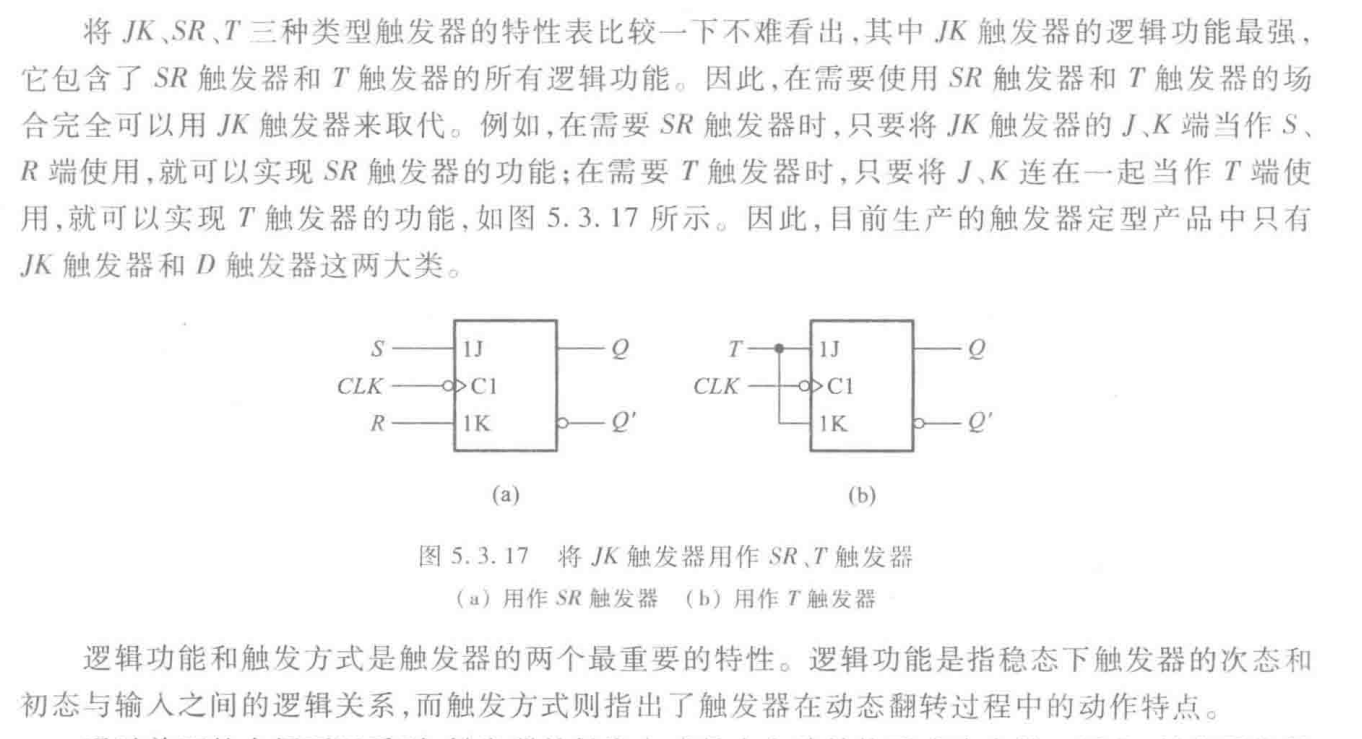 将 JK、SR、T 三种类型触发器的特性表比较一下不难看出,其中 JK 触发器的逻辑功能最强,
它包含了 SR 触发器和 T 触发器的所有逻辑功能。因此,在需要使用 SR 触发器和 T 触发器的场
合完全可以用 JK 触发器来取代。例如,在需要 SR 触发器时,只要将 JK 触发器的 J、K 端当作 S、
R 端使用,就可以实现 SR 触发器的功能;在需要 T 触发器时,只要将 J、K 连在一起当作 T 端使
用,就可以实现 T 触发器的功能,如图 5.3.17 所示。因此,目前生产的触发器定型产品中只有
JK 触发器和 D 触发器这两大类。
S 1J Q
CLK C1
R 1K Q'
(a)
T 1J Q
CLK C1
1K Q'
(b)
图 5.3.17 将 JK 触发器用作 SR、T 触发器
(a) 用作 SR 触发器 (b) 用作 T 触发器
逻辑功能和触发方式是触发器的两个最重要的特性。逻辑功能是指稳态下触发器的次态和
初态与输入之间的逻辑关系,而触发方式则指出了触发器在动态翻转过程中的动作特点。